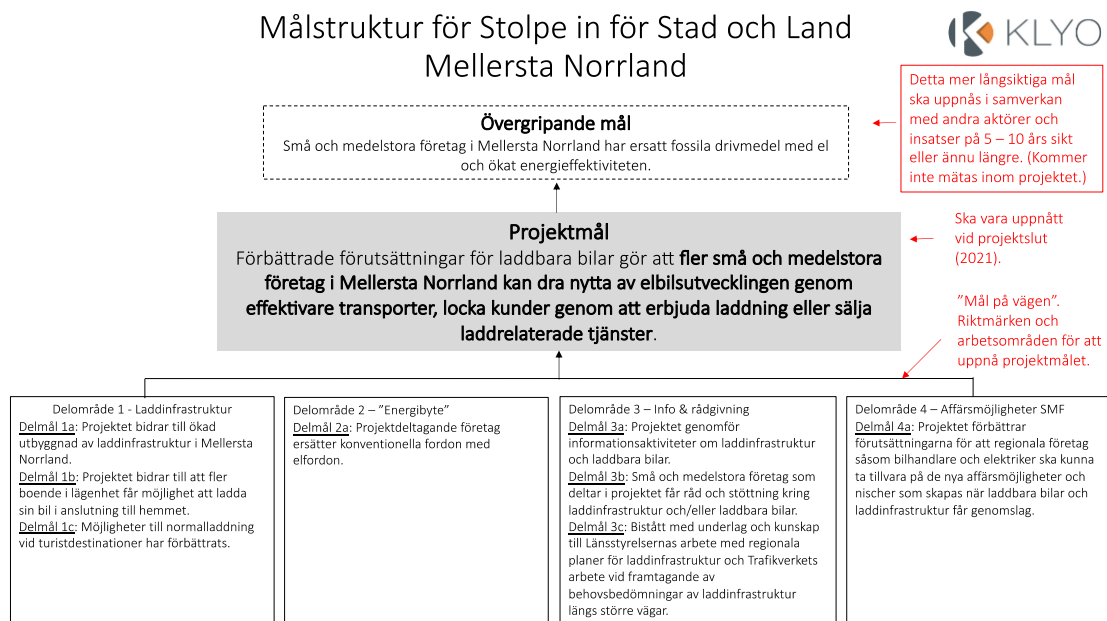 Målstruktur för Stolpe in för Stad och Land
Mellersta Norrland
KLYO
Detta mer långsiktiga mål
ska uppnås i samverkan
med andra aktörer och
insatser på 5 – 10 års sikt
eller ännu längre. (Kommer
inte mätas inom projektet.)
Övergripande mål
Små och medelstora företag i Mellersta Norrland har ersatt fossila drivmedel med el
och ökat energieffektiviteten.
Projektmål
Förbättrade förutsättningar för laddbara bilar gör att fler små och medelstora
företag i Mellersta Norrland kan dra nytta av elbilsutvecklingen genom
effektivare transporter, locka kunder genom att erbjuda laddning eller sälja
laddrelaterade tjänster.
Ska vara uppnått
vid projektslut
(2021).
”Mål på vägen”.
Riktmärken och
arbetsområden för att
uppnå projektmålet.
Delområde 1 - Laddinfrastruktur
Delmål 1a: Projektet bidrar till ökad
utbyggnad av laddinfrastruktur i Mellersta
Norrland.
Delmål 1b: Projektet bidrar till att fler
boende i lägenhet får möjlighet att ladda
sin bil i anslutning till hemmet.
Delmål 1c: Möjligheter till normalladdning
vid turistdestinationer har förbättrats.
Delområde 2 – ”Energibyte”
Delmål 2a: Projektdeltagande företag
ersätter konventionella fordon med
elfordon.
Delområde 3 – Info & rådgivning
Delmål 3a: Projektet genomför
informationsaktiviteter om laddinfrastruktur
och laddbara bilar.
Delmål 3b: Små och medelstora företag som
deltar i projektet får råd och stöttning kring
laddinfrastruktur och/eller laddbara bilar.
Delmål 3c: Bistått med underlag och kunskap
till Länsstyrelsernas arbete med regionala
planer för laddinfrastruktur och Trafikverkets
arbete vid framtagande av
behovsbedömningar av laddinfrastruktur
längs större vägar.
Delområde 4 – Affärsmöjligheter SMF
Delmål 4a: Projektet förbättrar
förutsättningarna för att regionala företag
såsom bilhandlare och elektriker ska kunna
ta tillvara på de nya affärsmöjligheter och
nischer som skapas när laddbara bilar och
laddinfrastruktur får genomslag.